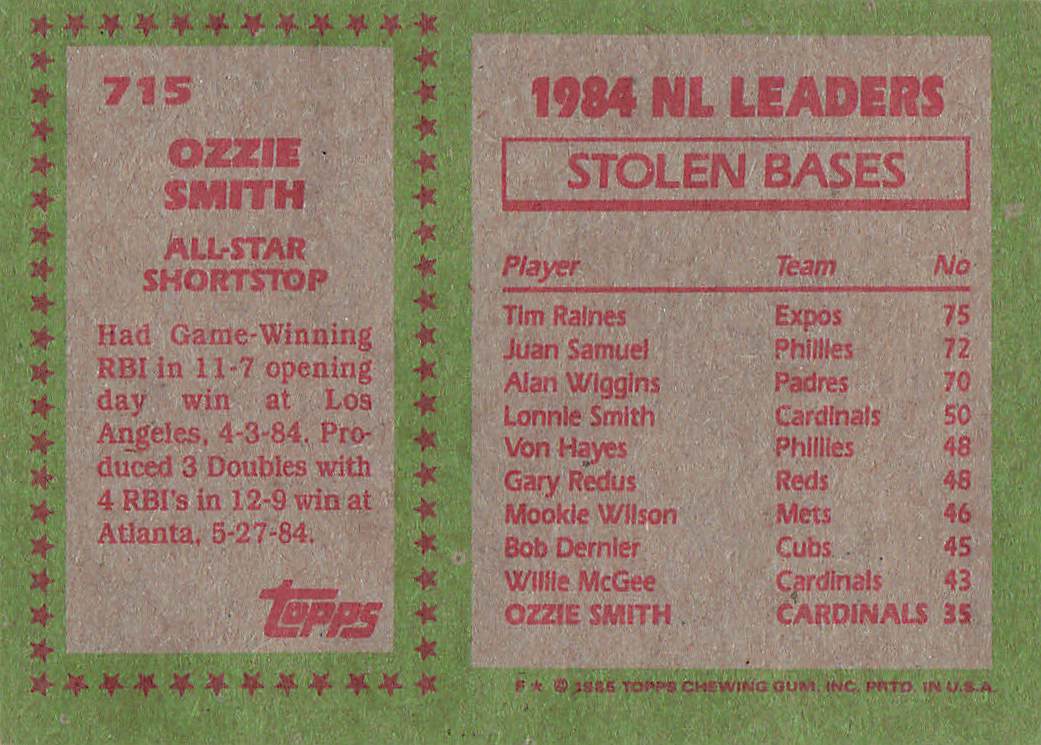 715
OZZIE
SMITH
ALL-STAR
SHORTSTOP
Had Game-Winning
RBI in 11-7 opening
day win at Los
Angeles, 4-3-84. Pro-
duced 3 Doubles with
4 RBI's in 12-9 win at
Atlanta, 5-27-84.
topps
1984 NL LEADERS
STOLEN BASES
Player Team No
Tim Raines Expos 75
Juan Samuel Phillies 72
Alan Wiggins Padres 70
Lonnie Smith Cardinals 50
Von Hayes Phillies 48
Gary Redus Reds 48
Mookie Wilson Mets 46
Bob Dernier Cubs 45
Willie McGee Cardinals 43
OZZIE SMITH CARDINALS 35
F★ © 1985 TOPPS CHEWING GUM, INC. PRTD. IN U.S.A.